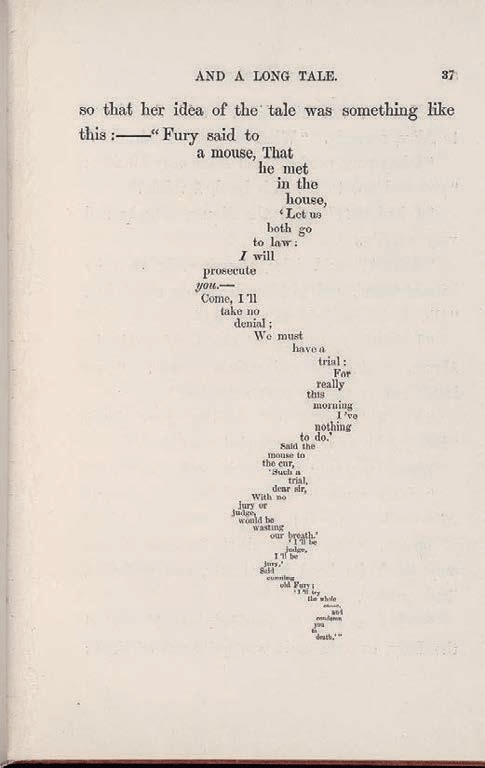 AND A LONG TALE. 37
so that her idea of the tale was something like
this :——“ Fury said to
a mouse, That
he met
in the
house,
‘ Let us
both go
to law :
I will
prosecute
you.—
Come, I ’ll
take no
denial ;
We must
have a
trial :
For
really
this
morning
I ’ve
nothing
to do.’
Said the
mouse to
the cur,
‘ Such a
trial,
dear sir,
With no
jury or
judge,
would be
wasting
our breath.’
‘ I ’ll be
judge,
I ’ll be
jury,’
Said
cunning
old Fury ;
‘ I ’ll try
the whole
cause,
and
condemn
you
to
death.’ ”